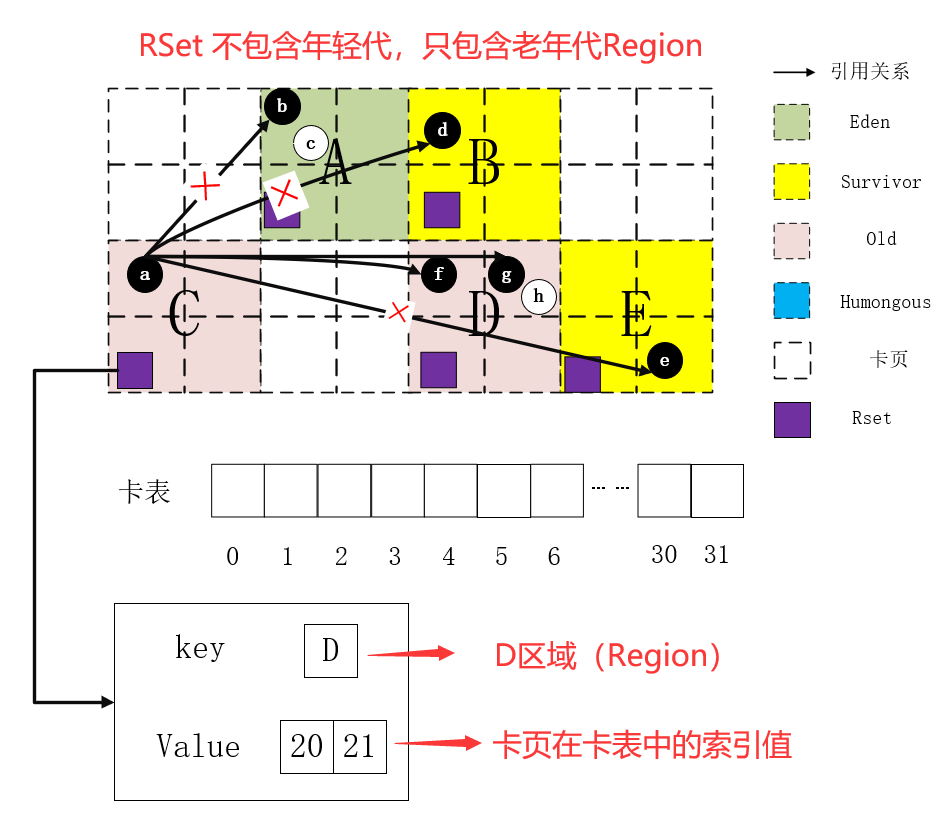 RSet 不包含年轻代，只包含老年代Region
引用关系
b
c
A
d
B
Eden
Survivor
Old
a
C
f
g
h
D
E
e
Humongous
卡页
Rset
卡表
0 1 2 3 4 5 6 30 31
key D D区域（Region）
Value 20 21 卡页在卡表中的索引值